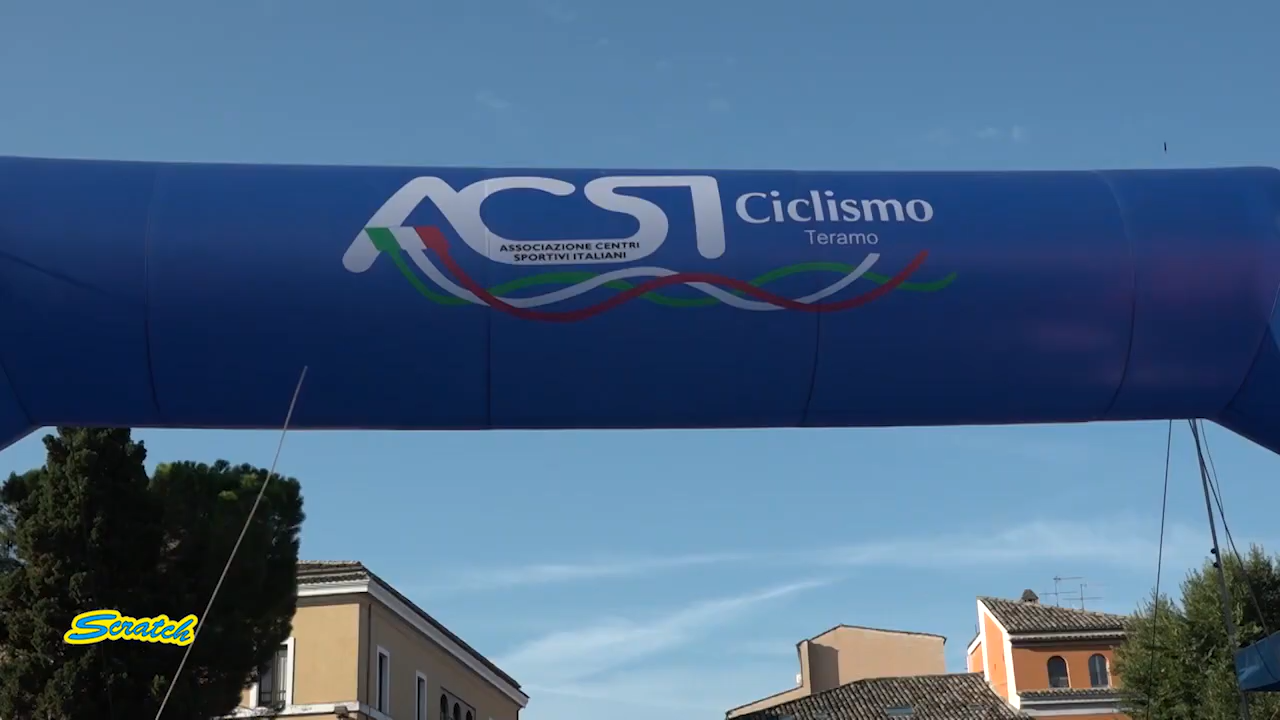 ACSI Ciclismo
Teramo
ASSOCIAZIONE CENTRI
SPORTIVI ITALIANI
Scratch